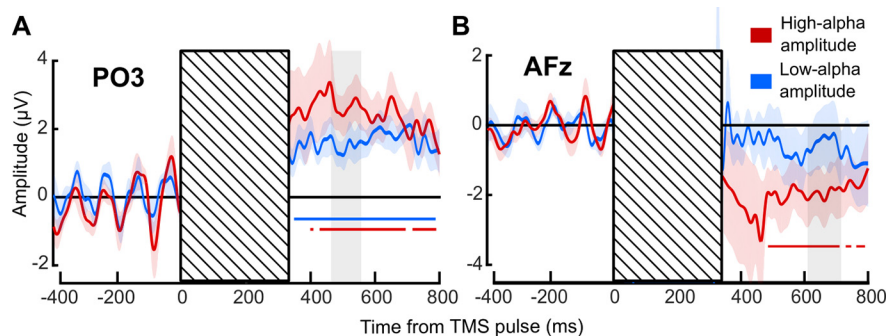 A
B
High-alpha
amplitude
Low-alpha
amplitude
PO3
AFz
Amplitude (μV)
4
2
0
-2
2
0
-2
-4
-400
-200
0
200
400
600
800
-400
-200
0
200
400
600
800
Time from TMS pulse (ms)